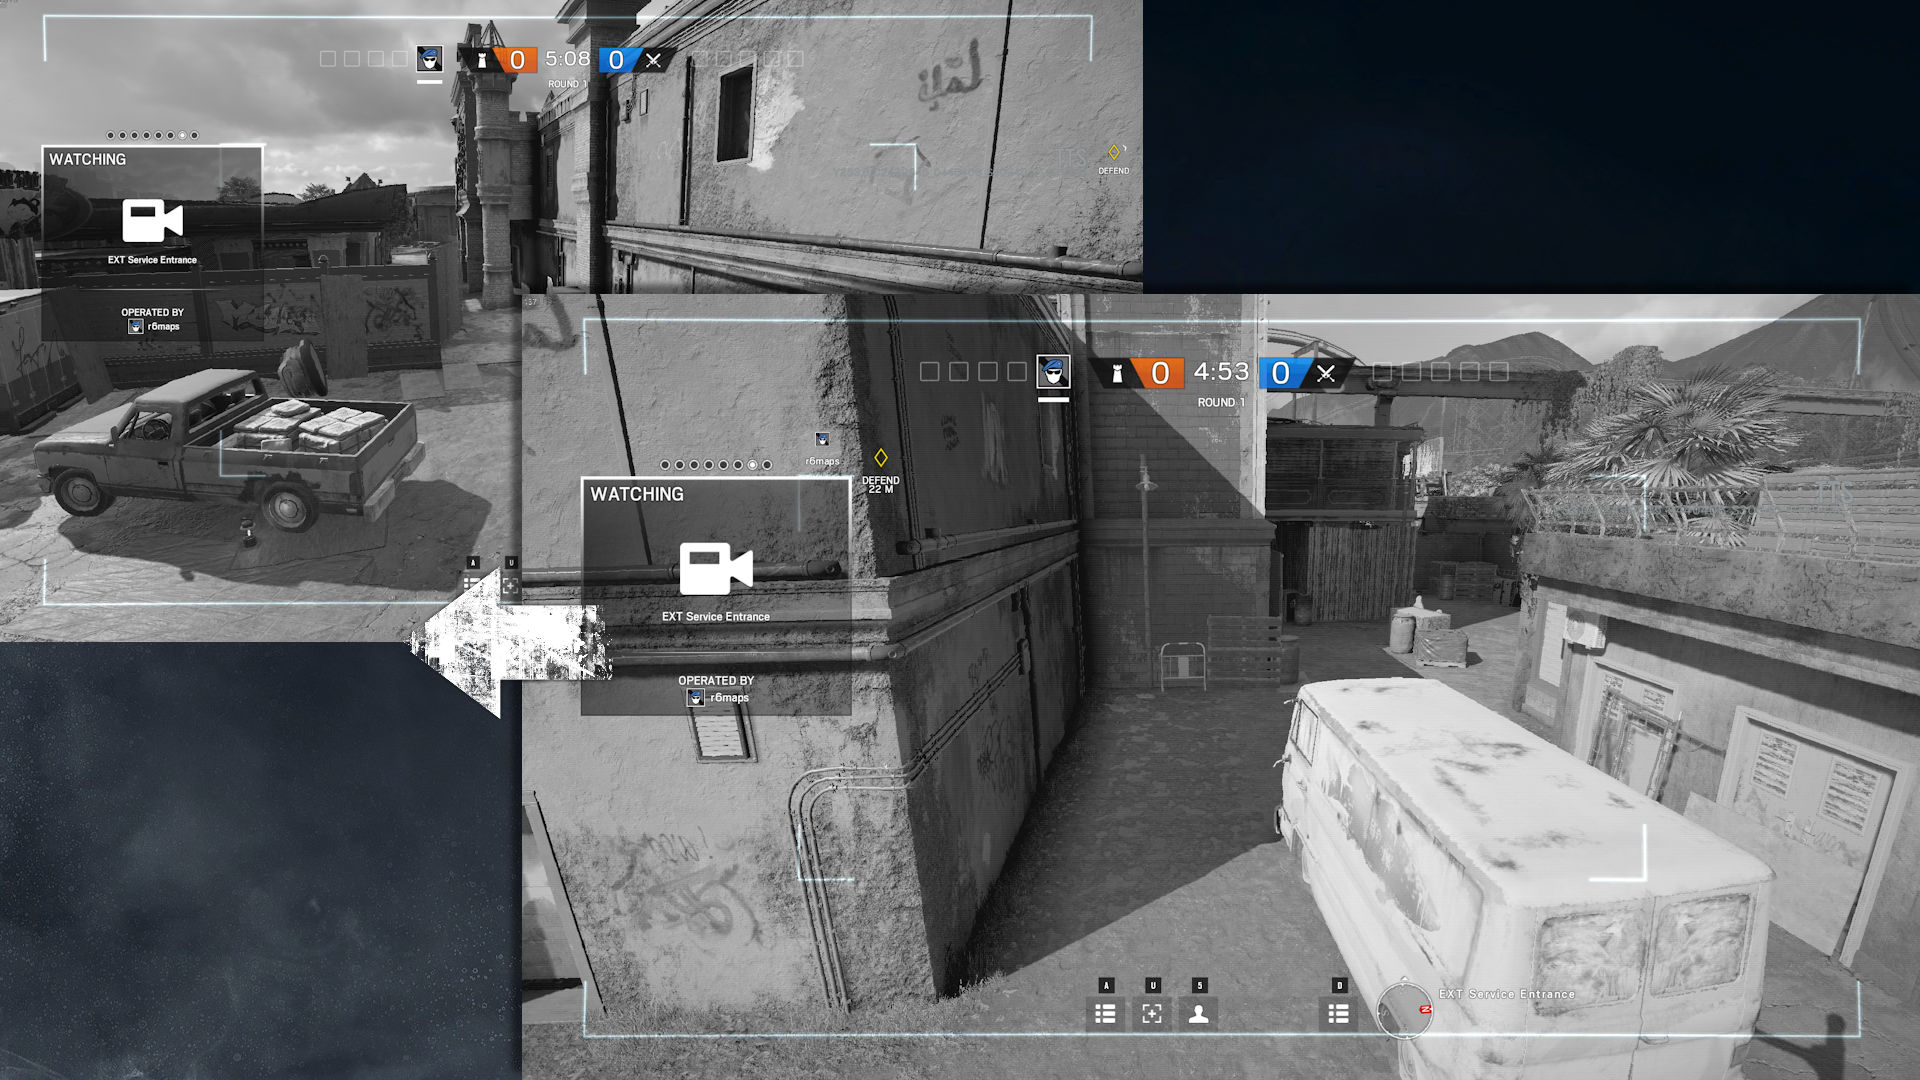 0 5:08 0
ROUND 1
WATCHING
EXT Service Entrance
OPERATED BY
r6maps
DEFEND
A U
0 4:53 0
ROUND 1
r6maps
DEFEND
22 M
WATCHING
EXT Service Entrance
OPERATED BY
r6maps
A U 5 D
EXT Service Entrance